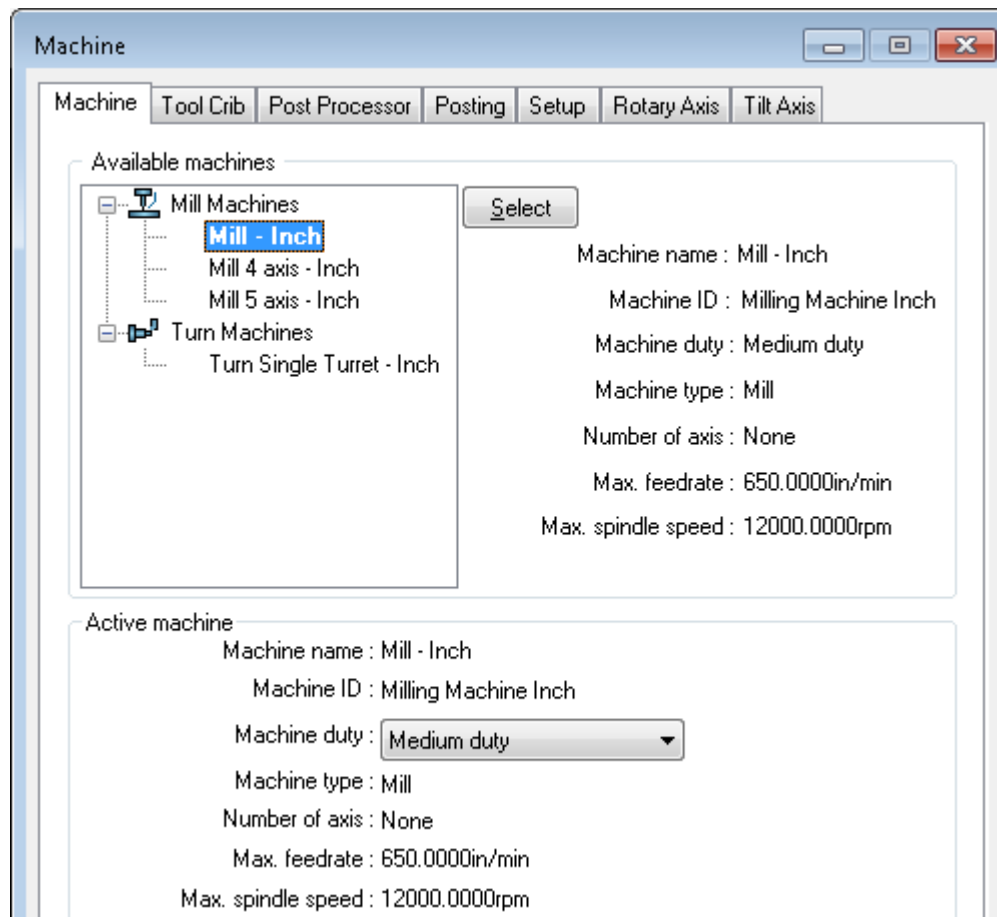 Machine
Machine Tool Crib Post Processor Posting Setup Rotary Axis Tilt Axis
Available machines
Mill Machines
Mill - Inch
Mill 4 axis - Inch
Mill 5 axis - Inch
Turn Machines
Turn Single Turret - Inch
Select
Machine name : Mill - Inch
Machine ID : Milling Machine Inch
Machine duty : Medium duty
Machine type : Mill
Number of axis : None
Max. feedrate : 650.0000in/min
Max. spindle speed : 12000.0000rpm
Active machine
Machine name : Mill - Inch
Machine ID : Milling Machine Inch
Machine duty : Medium duty
Machine type : Mill
Number of axis : None
Max. feedrate : 650.0000in/min
Max. spindle speed : 12000.0000rpm